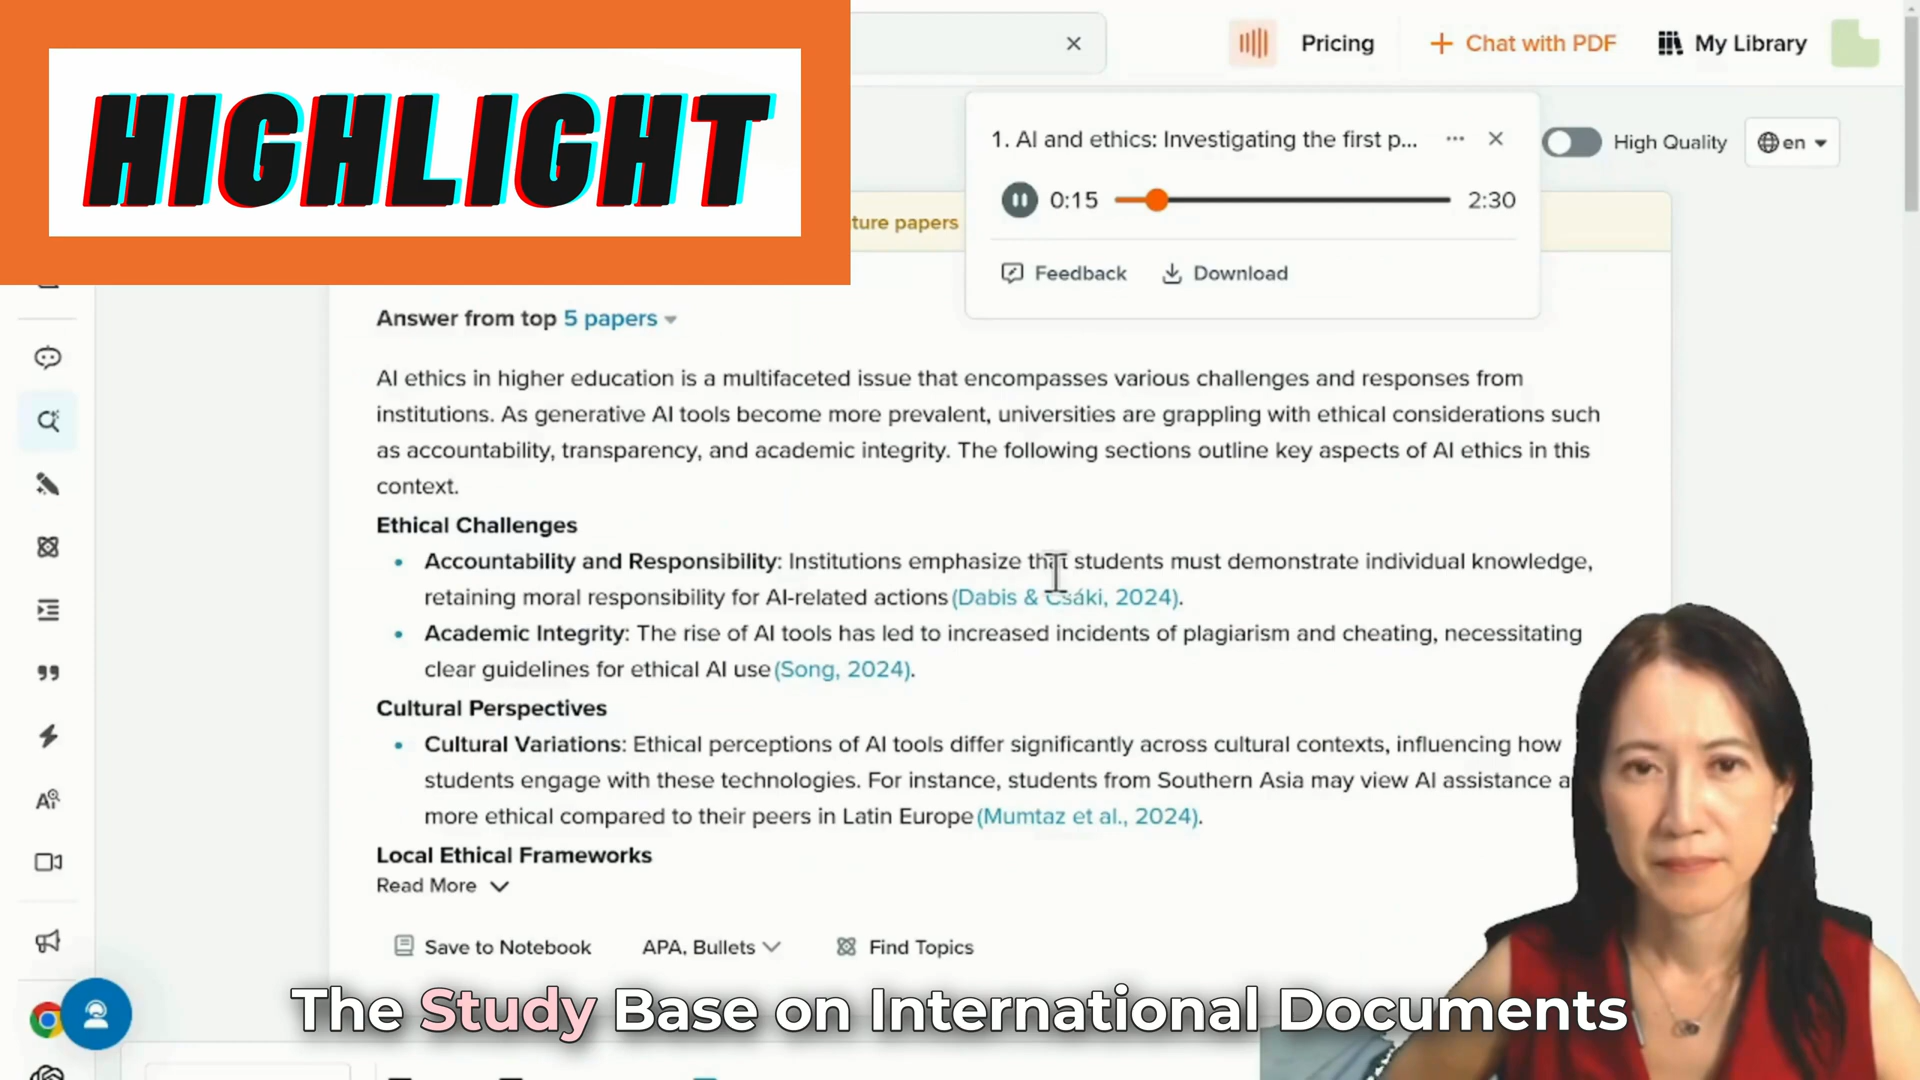 HIGHLIGHT
Pricing
Chat with PDF
My Library
1. AI and ethics: Investigating the first p...
High Quality
en
0:15
2:30
ture papers
Feedback
Download
Answer from top 5 papers
AI ethics in higher education is a multifaceted issue that encompasses various challenges and responses from
institutions. As generative AI tools become more prevalent, universities are grappling with ethical considerations such
as accountability, transparency, and academic integrity. The following sections outline key aspects of AI ethics in this
context.
Ethical Challenges
• Accountability and Responsibility: Institutions emphasize that students must demonstrate individual knowledge,
retaining moral responsibility for AI-related actions (Dabis & Csáki, 2024).
• Academic Integrity: The rise of AI tools has led to increased incidents of plagiarism and cheating, necessitating
clear guidelines for ethical AI use (Song, 2024).
Cultural Perspectives
• Cultural Variations: Ethical perceptions of AI tools differ significantly across cultural contexts, influencing how
students engage with these technologies. For instance, students from Southern Asia may view AI assistance
more ethical compared to their peers in Latin Europe (Mumtaz et al., 2024).
Local Ethical Frameworks
Read More
Save to Notebook
APA, Bullets
Find Topics
The Study Base on International Documents